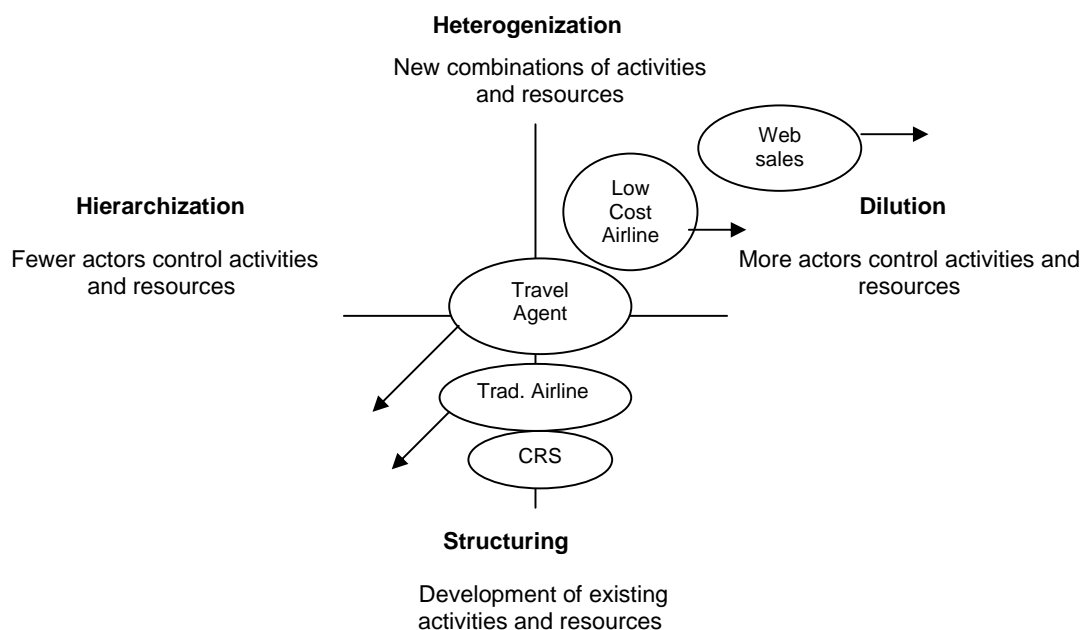 Heterogenization
New combinations of activities
and resources
Web
sales
Low
Cost
Airline
Hierarchization
Dilution
Fewer actors control activities
and resources
More actors control activities and
resources
Travel
Agent
Trad. Airline
CRS
Structuring
Development of existing
activities and resources